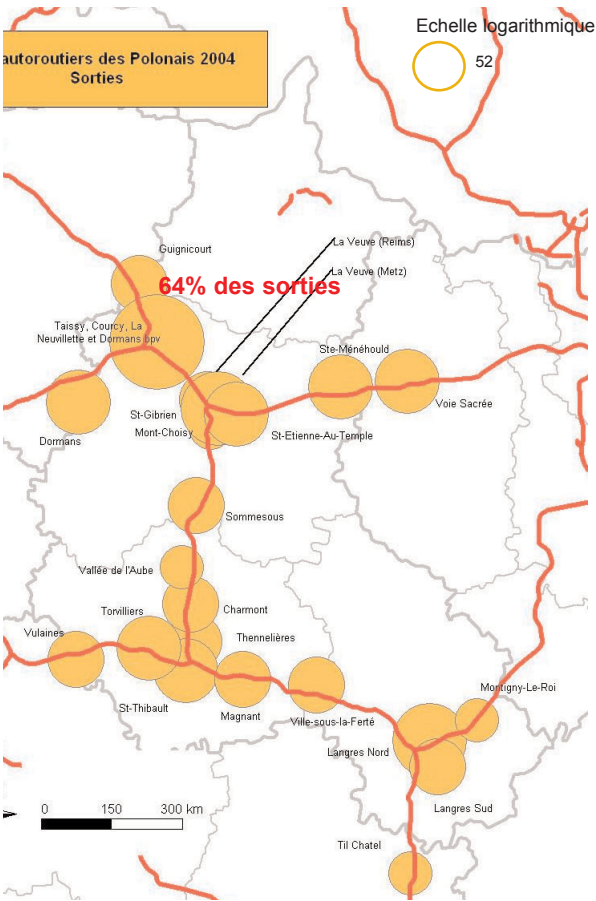 Echelle logarithmique
52
autoroutiers des Polonais 2004
Sorties
La Veuve (Reims)
Guignicourt
La Veuve (Metz)
64% des sorties
Taissy, Courcy, La
Neuvillette et Dormans bpv
Ste-Ménéhould
Voie Sacrée
St-Gibrien
Mont-Choisy
St-Etienne-Au-Temple
Dormans
Sommesous
Vallée de l'Aube
Torvilliers
Charmont
Vulaines
Thennelières
Montigny-Le-Roi
St-Thibault
Magnant
Ville-sous-la-Ferté
Langres Nord
Langres Sud
0 150 300 km
Til Chatel